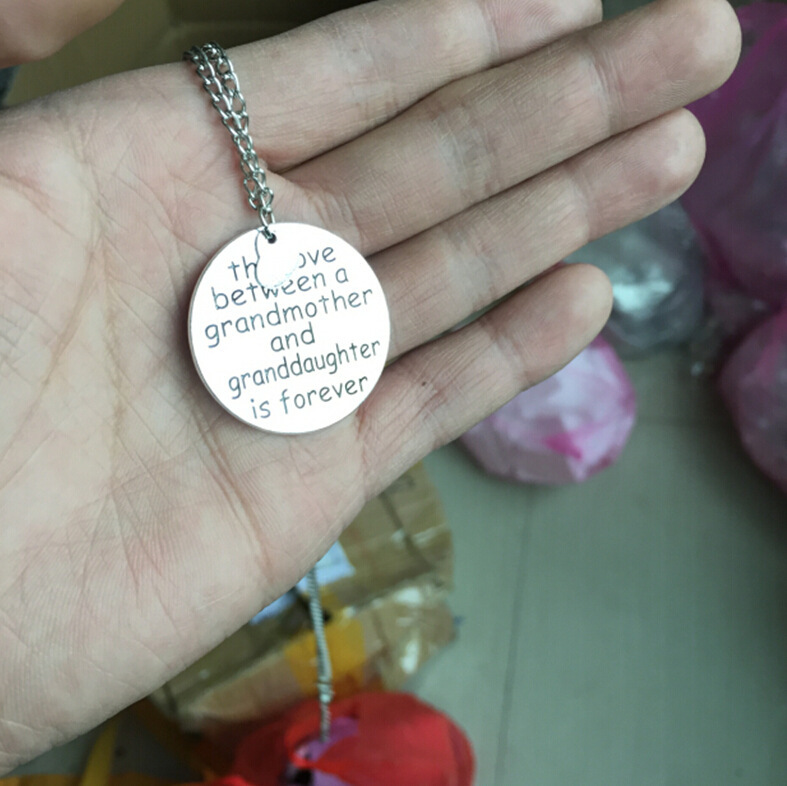 between a
grandmother
and
granddaughter
is forever